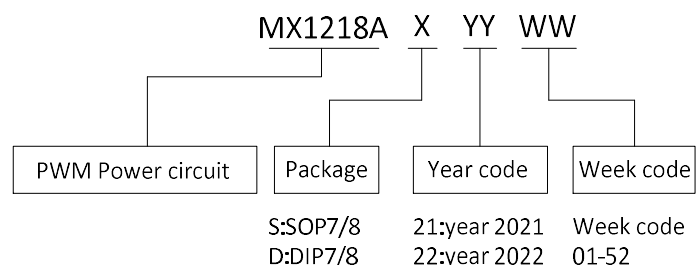 MX1218A X YY WW
PWM Power circuit Package Year code Week code
S:SOP7/8 21:year 2021 Week code
D:DIP7/8 22:year 2022 01-52